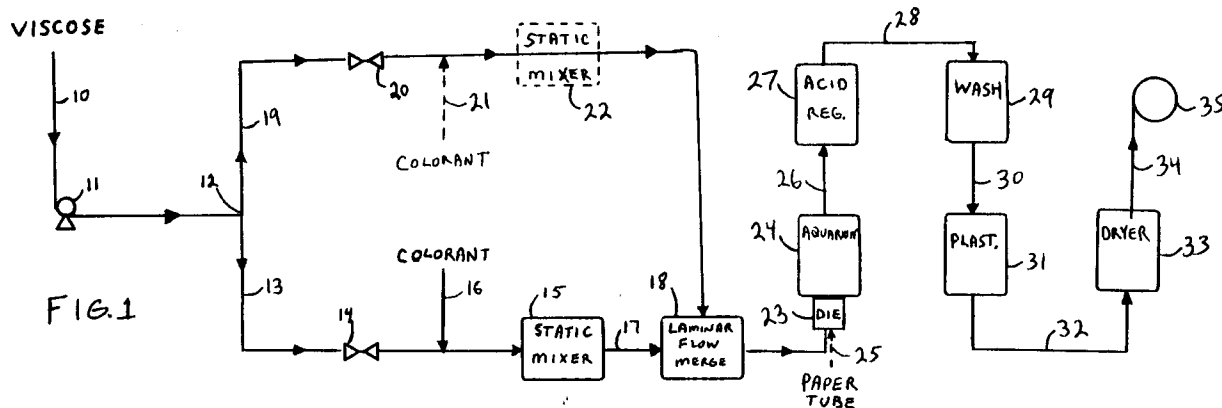 VISCOSE
10
11
12
19
20
21
COLORANT
STATIC
MIXER
22
28
27
ACID
REG.
WASH
29
35
34
30
26
24
AQUARIUM
PLAST.
31
DRYER
33
32
13
FIG.1
14
COLORANT
16
15
STATIC
MIXER
17
18
LAMINAR
FLOW
MERGE
23
DIE
25
PAPER
TUBE